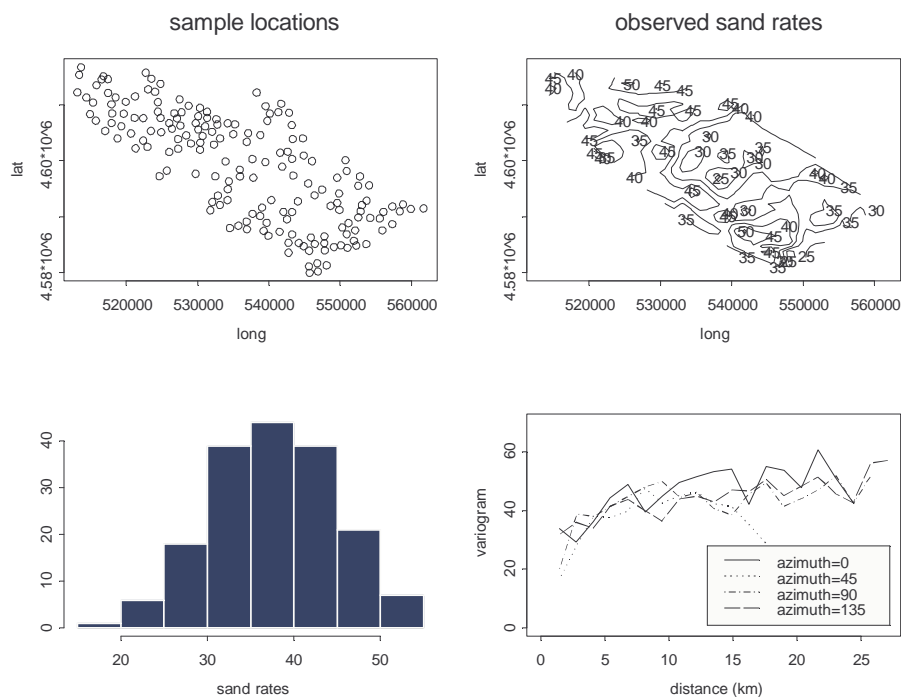 sample locations
observed sand rates
lat
4.60*10^6
4.58*10^6
520000 530000 540000 550000 560000
long
lat
4.60*10^6
4.58*10^6
520000 530000 540000 550000 560000
long
45 40
40
50 45 45
45 45 45 40
40 40 40
45 35 30
45 35 45 30 35 30 35
30
40 25 30 40 40
45 35
35 40 30 35 30
50 45 40 35
45
35 25 25
35
0 10 20 30 40
20 30 40 50
sand rates
variogram
0 20 40 60
azimuth=0
azimuth=45
azimuth=90
azimuth=135
0 5 10 15 20 25
distance (km)